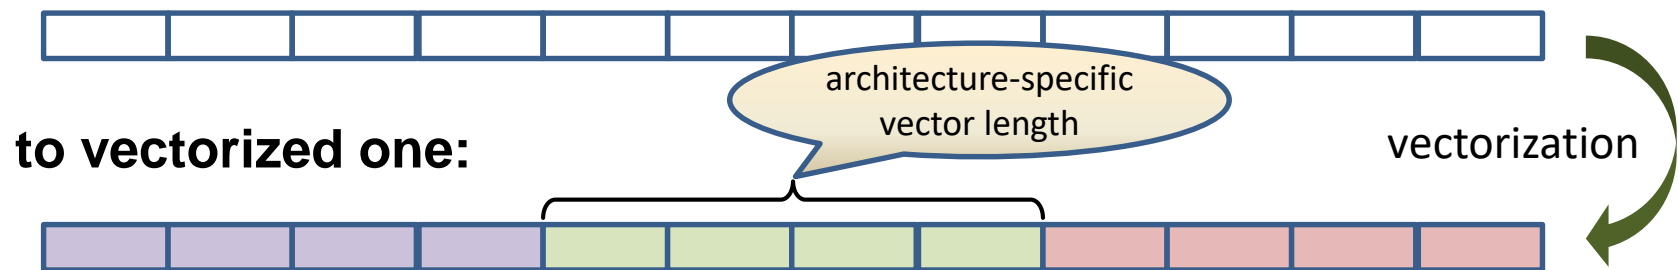 architecture-specific
vector length
to vectorized one:
vectorization